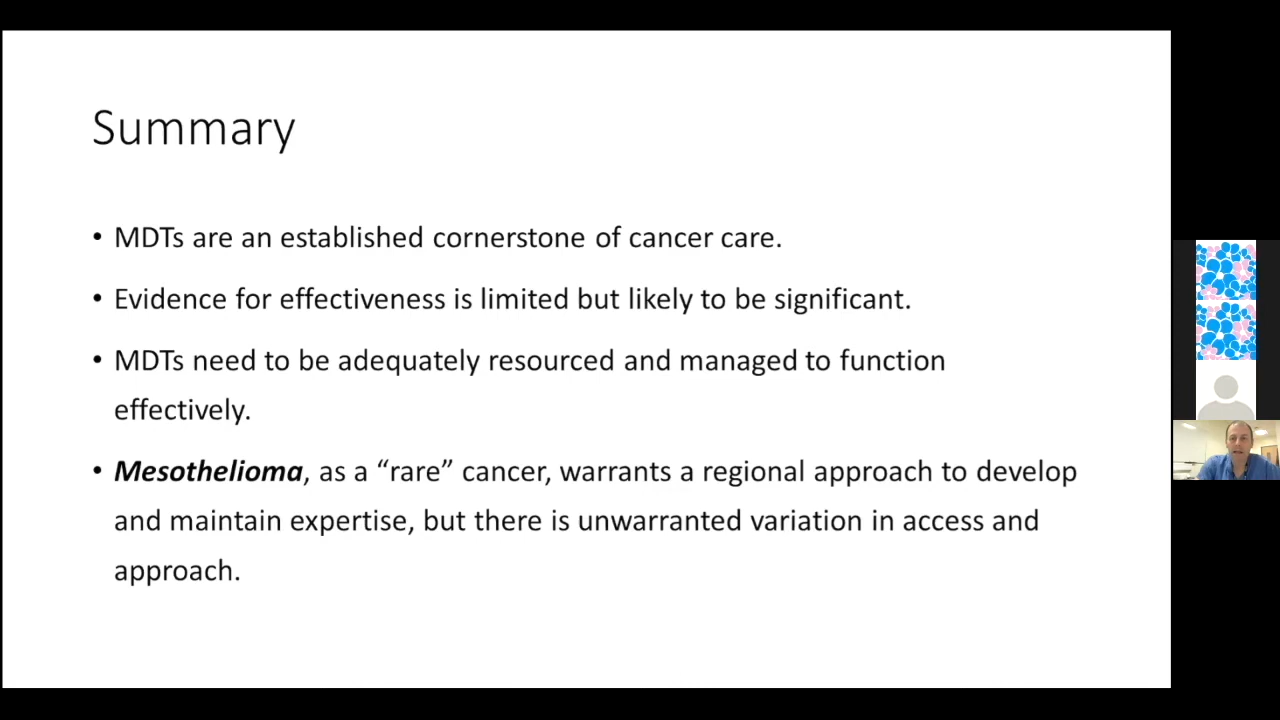 Summary
• MDTs are an established cornerstone of cancer care.
• Evidence for effectiveness is limited but likely to be significant.
• MDTs need to be adequately resourced and managed to function
effectively.
• Mesothelioma, as a “rare” cancer, warrants a regional approach to develop
and maintain expertise, but there is unwarranted variation in access and
approach.